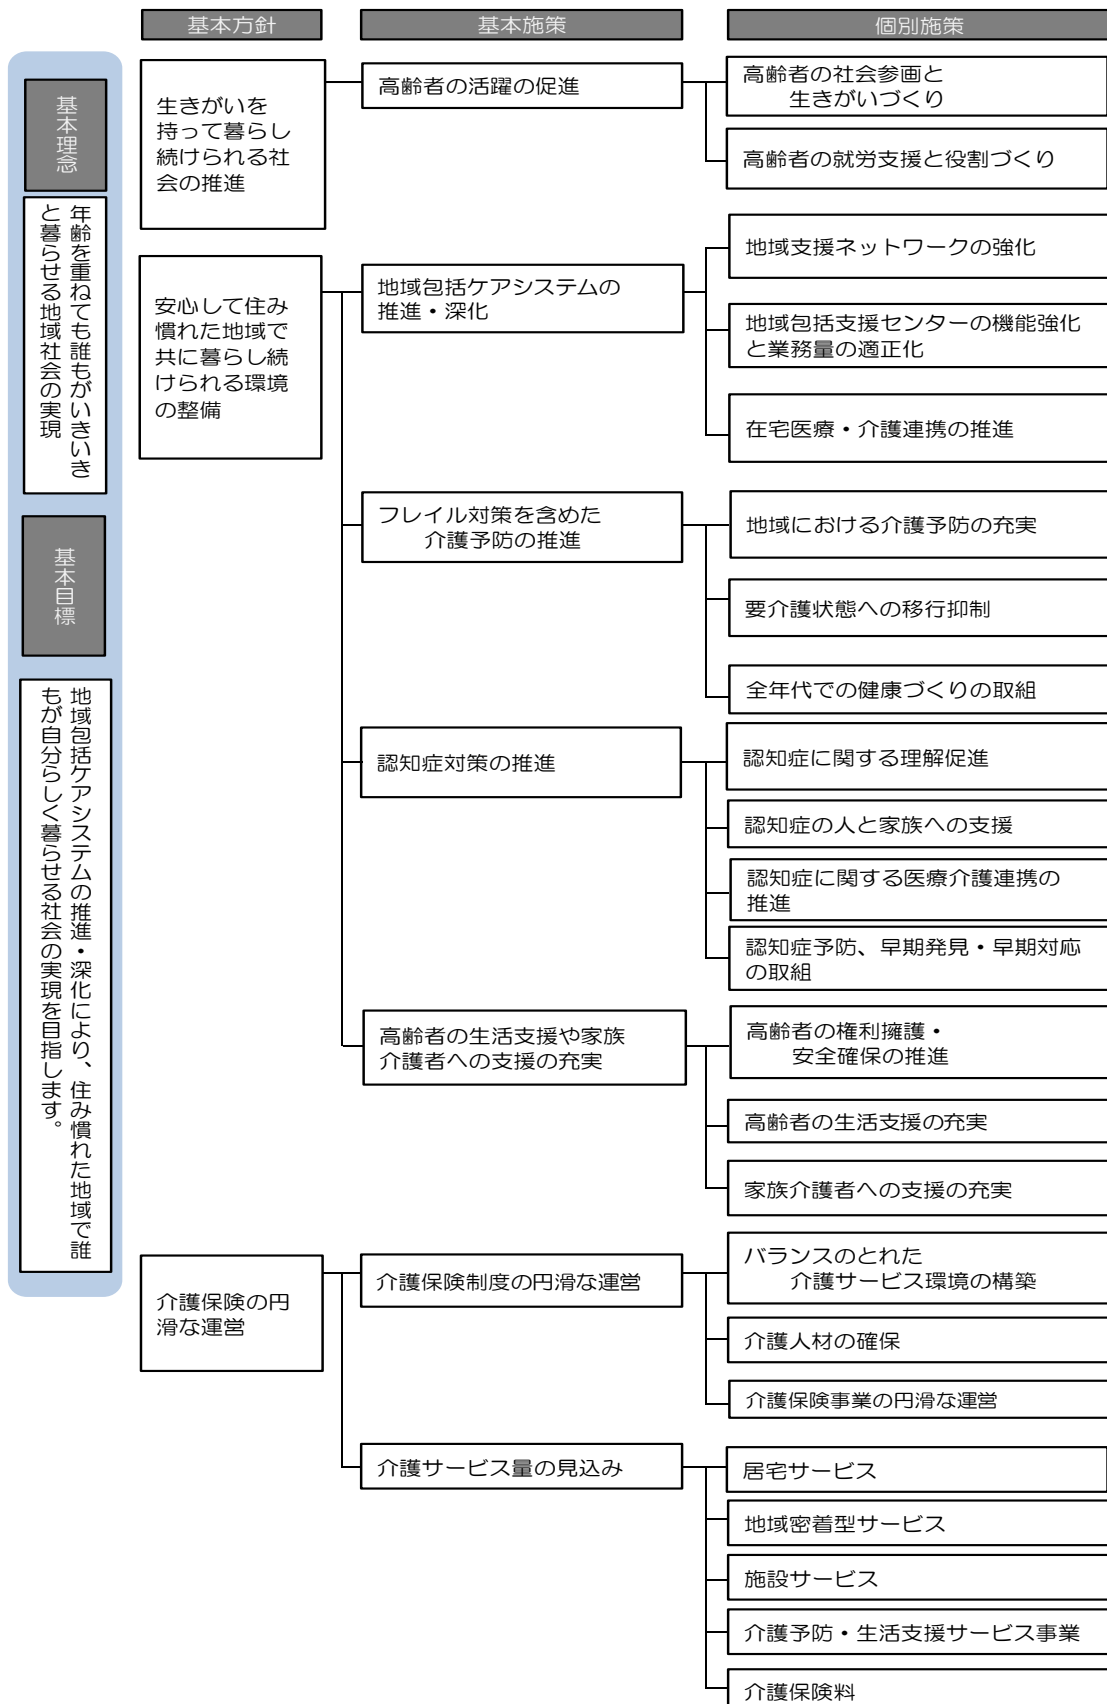 基本方針
基本施策
個別施策
基本理念
年齢を重ねても誰もがいきいき
と暮らせる地域社会の実現
基本目標
地域包括ケアシステムの推進・深化により、住み慣れた地域で誰
もが自分らしく暮らせる社会の実現を目指します。
生きがいを
持って暮らし
続けられる社
会の推進
高齢者の活躍の促進
高齢者の社会参画と
生きがいづくり
高齢者の就労支援と役割づくり
安心して住み
慣れた地域で
共に暮らし続
けられる環境
の整備
地域包括ケアシステムの
推進・深化
地域支援ネットワークの強化
地域包括支援センターの機能強化
と業務量の適正化
在宅医療・介護連携の推進
フレイル対策を含めた
介護予防の推進
地域における介護予防の充実
要介護状態への移行抑制
全年代での健康づくりの取組
認知症対策の推進
認知症に関する理解促進
認知症の人と家族への支援
認知症に関する医療介護連携の
推進
認知症予防、早期発見・早期対応
の取組
高齢者の生活支援や家族
介護者への支援の充実
高齢者の権利擁護・
安全確保の推進
高齢者の生活支援の充実
家族介護者への支援の充実
介護保険の円
滑な運営
介護保険制度の円滑な運営
バランスのとれた
介護サービス環境の構築
介護人材の確保
介護保険事業の円滑な運営
介護サービス量の見込み
居宅サービス
地域密着型サービス
施設サービス
介護予防・生活支援サービス事業
介護保険料